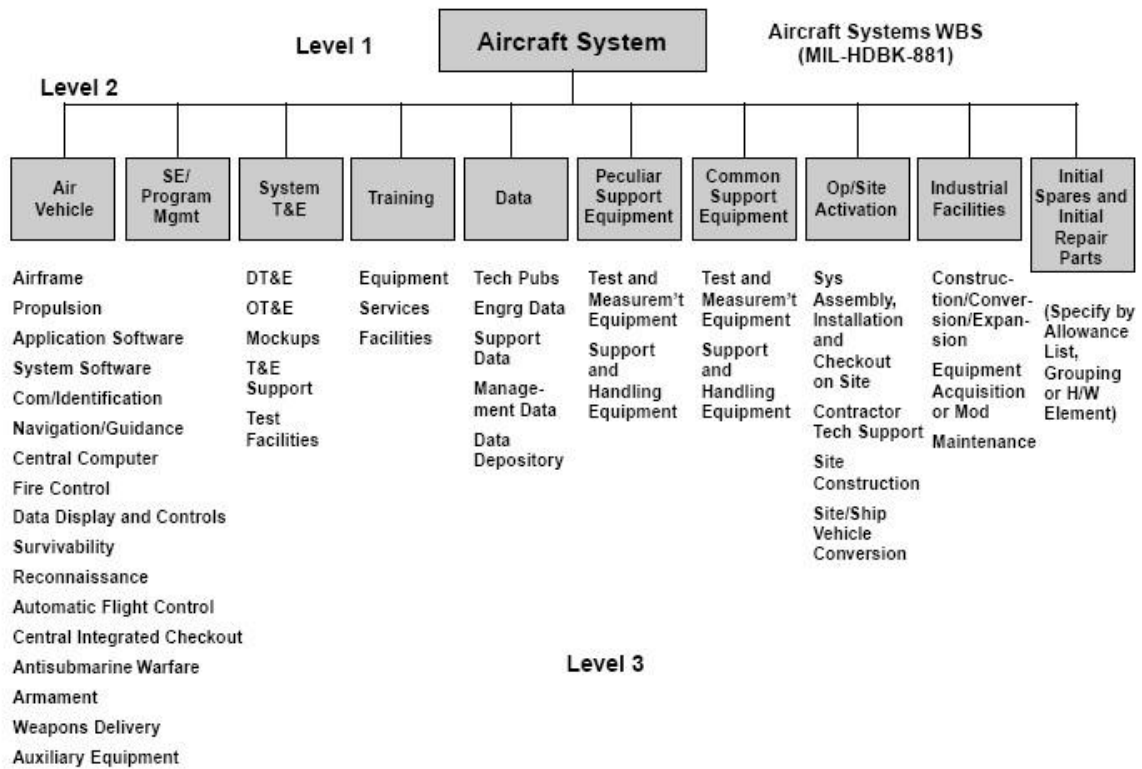 Level 1
Aircraft System
Aircraft Systems WBS
(MIL-HDBK-881)
Level 2
Air
Vehicle
SE/
Program
Mgmt
System
T&E
Training
Data
Peculiar
Support
Equipment
Common
Support
Equipment
Op/Site
Activation
Industrial
Facilities
Initial
Spares and
Initial
Repair
Parts
Airframe
Propulsion
Application Software
System Software
Com/Identification
Navigation/Guidance
Central Computer
Fire Control
Data Display and Controls
Survivability
Reconnaissance
Automatic Flight Control
Central Integrated Checkout
Antisubmarine Warfare
Armament
Weapons Delivery
Auxiliary Equipment
DT&E
OT&E
Mockups
T&E
Support
Test
Facilities
Equipment
Services
Facilities
Tech Pubs
Engrg Data
Support
Data
Manage-
ment Data
Data
Depository
Test and
Measurem't
Equipment
Support
and
Handling
Equipment
Test and
Measurem't
Equipment
Support
and
Handling
Equipment
Sys
Assembly,
Installation
and
Checkout
on Site
Contractor
Tech Support
Site
Construction
Site/Ship
Vehicle
Conversion
Construc-
tion/Conver-
sion/Expan-
sion
Equipment
Acquisition
or Mod
Maintenance
(Specify by
Allowance
List,
Grouping
or H/W
Element)
Level 3